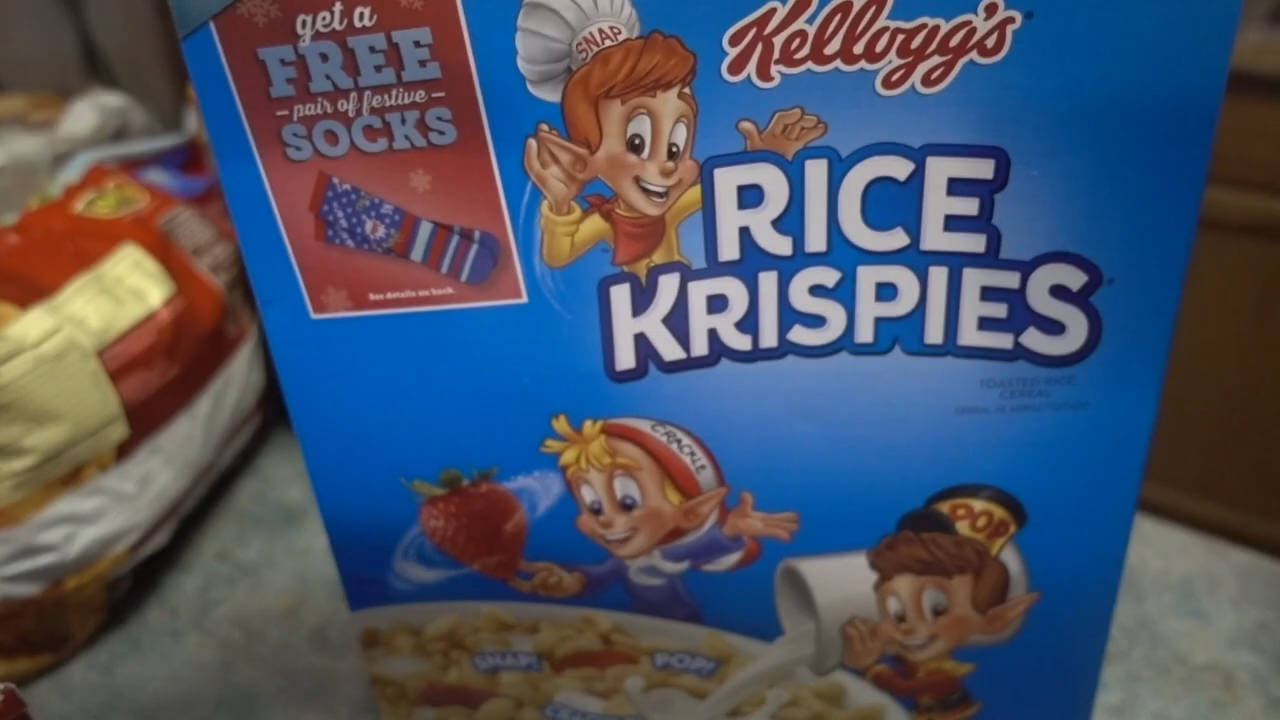 get a
FREE
- pair of festive -
SOCKS
See details on back.
SNAP
Kellogg's
RICE
KRISPIES
TOASTED RICE
CEREAL
CRACKLE
POP
SNAP!
POP!